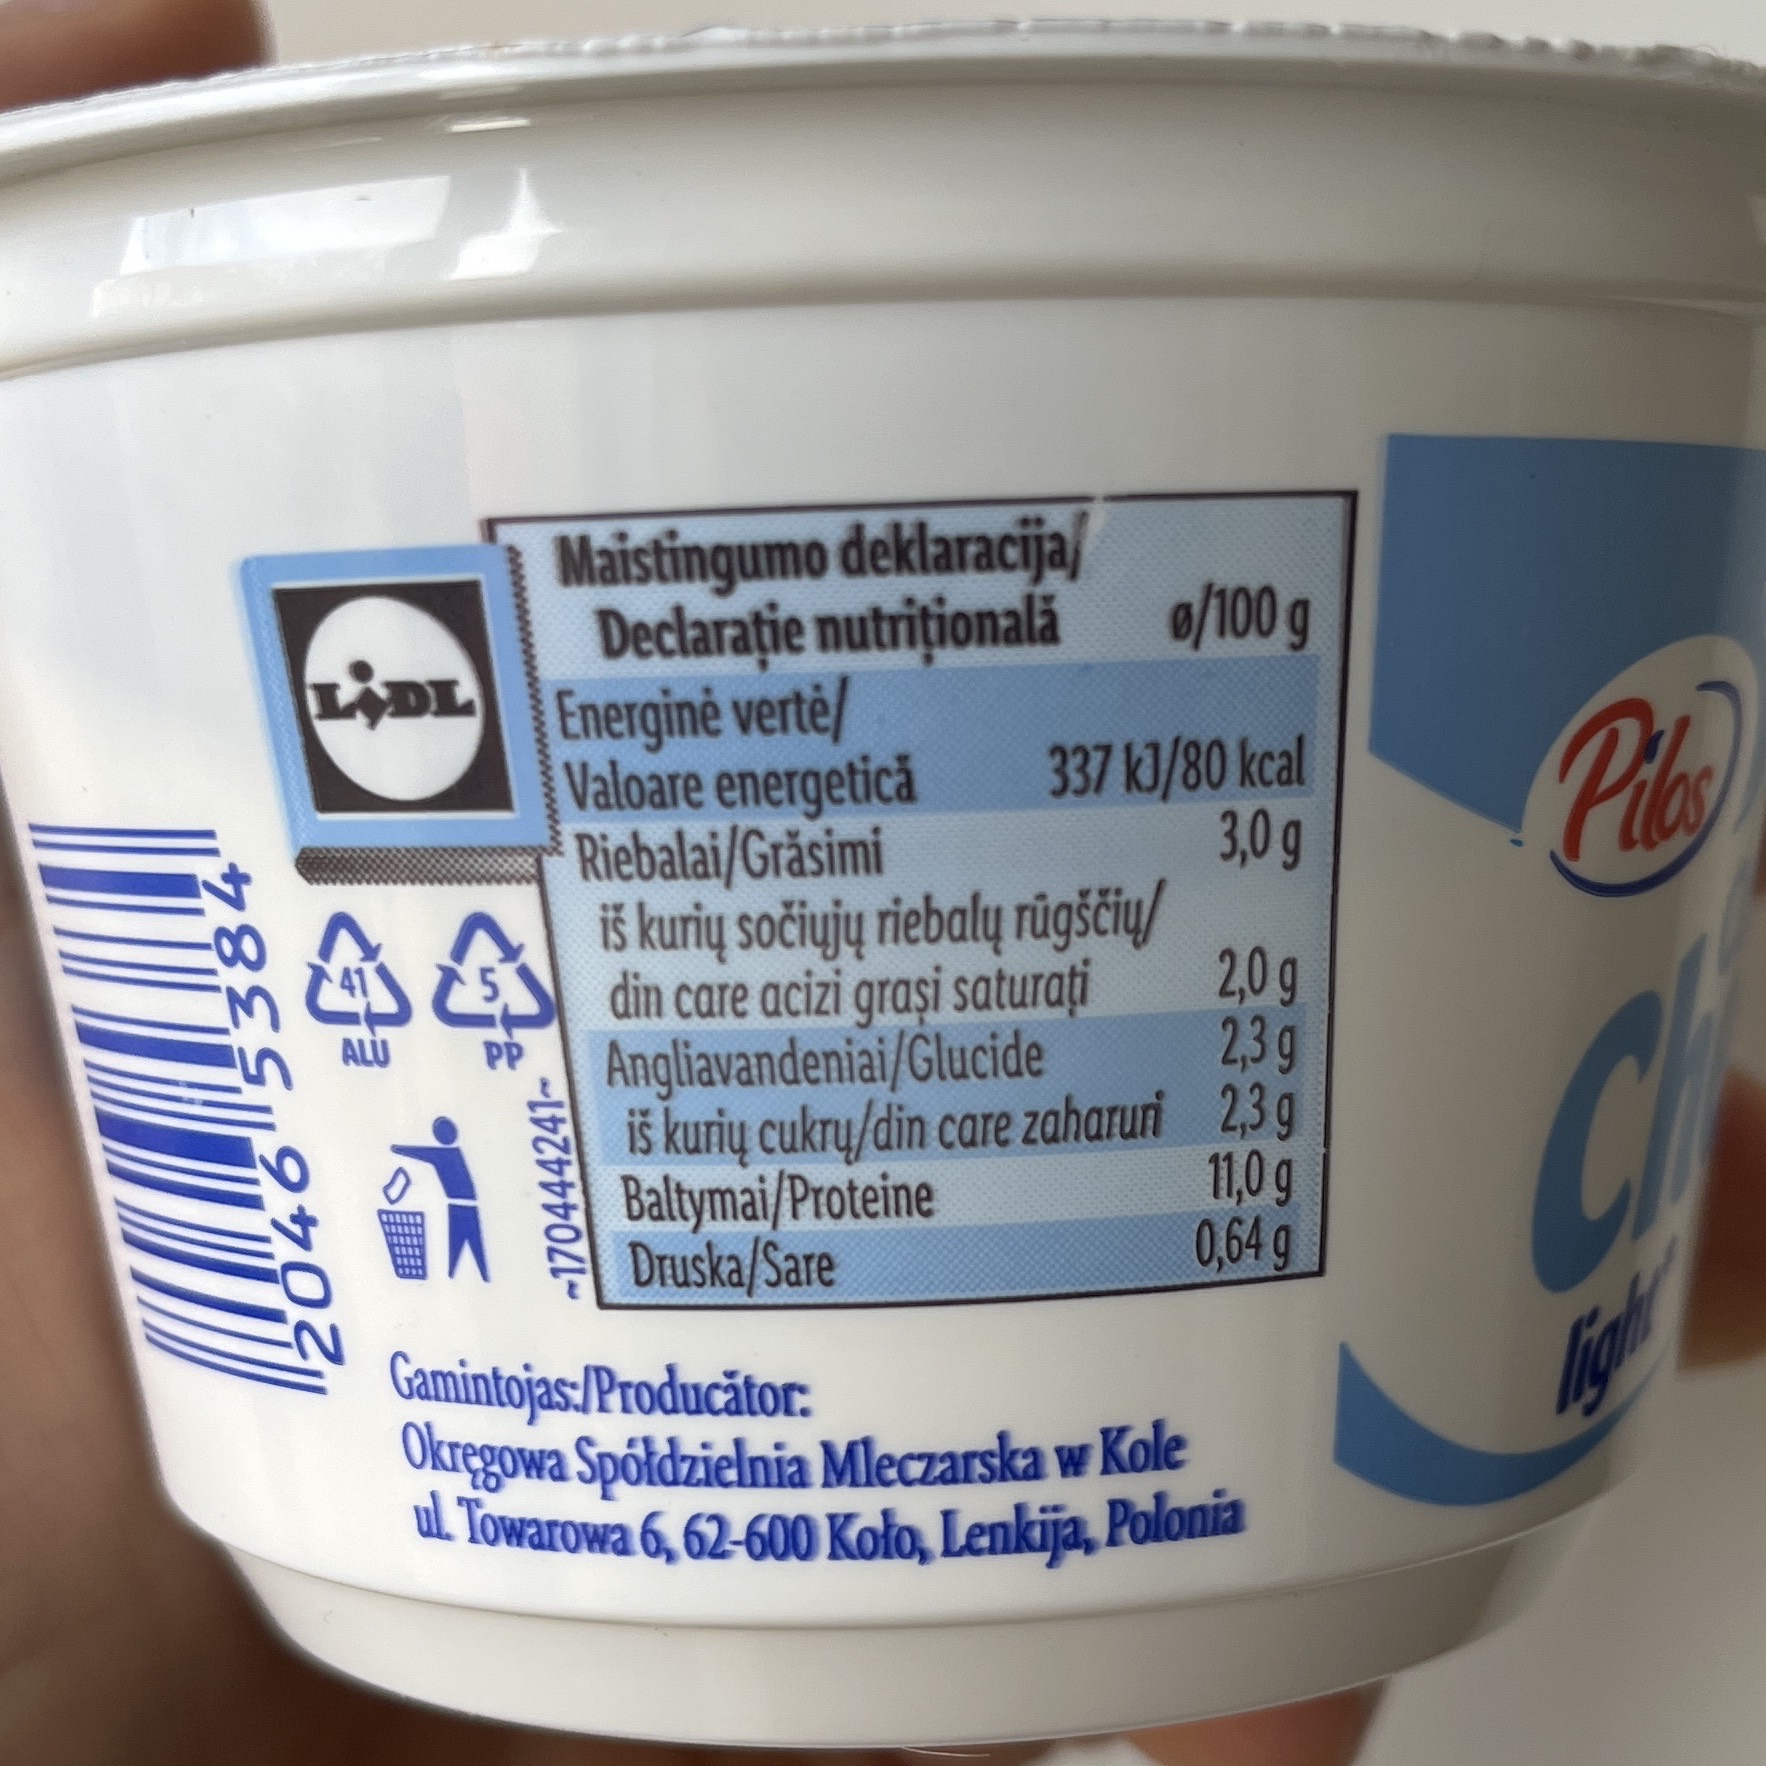 Maistingumo deklaracija/
Declarație nutrițională ø/100 g
Energinė vertė/
Valoare energetică 337 kJ/80 kcal
Riebalai/Grăsimi 3,0 g
iš kurių sočiųjų riebalų rūgščių/
din care acizi grași saturați 2,0 g
Angliavandeniai/Glucide 2,3 g
iš kurių cukrų/din care zaharuri 2,3 g
Baltymai/Proteine 11,0 g
Druska/Sare 0,64 g
LIDL
20465384
41
ALU
5
PP
~17044241~
Gamintojas:/Producător:
Okręgowa Spółdzielnia Mleczarska w Kole
ul. Towarowa 6, 62-600 Koło, Lenkija, Polonia
Pilos
light